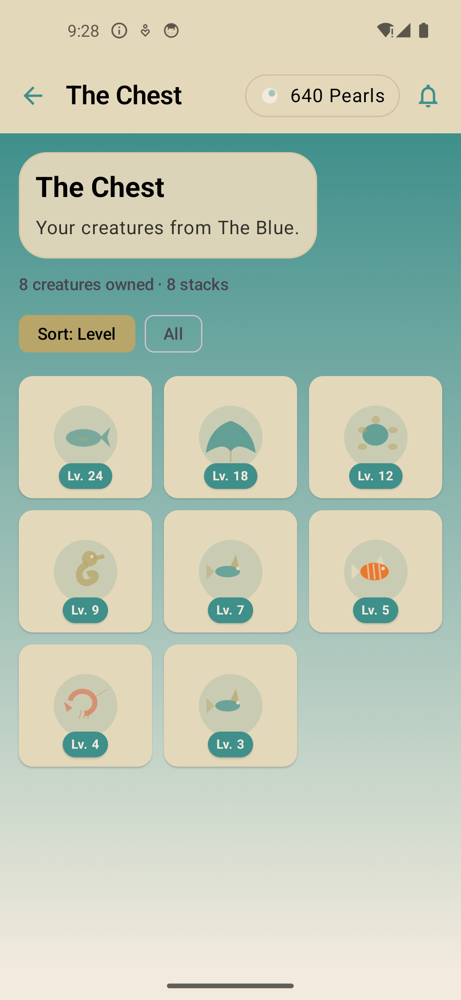 9:28
The Chest
640 Pearls
The Chest
Your creatures from The Blue.
8 creatures owned · 8 stacks
Sort: Level
All
Lv. 24
Lv. 18
Lv. 12
Lv. 9
Lv. 7
Lv. 5
Lv. 4
Lv. 3